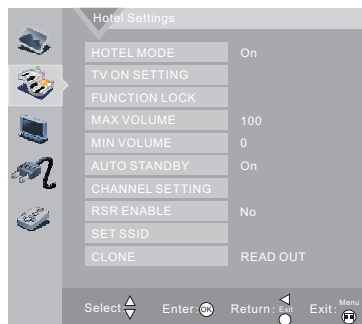 Hotel Settings
HOTEL MODE On
TV ON SETTING
FUNCTION LOCK
MAX VOLUME 100
MIN VOLUME 0
AUTO STANDBY On
CHANNEL SETTING
RSR ENABLE No
SET SSID
CLONE READ OUT
Select Enter: OK Return: Exit Exit: Menu